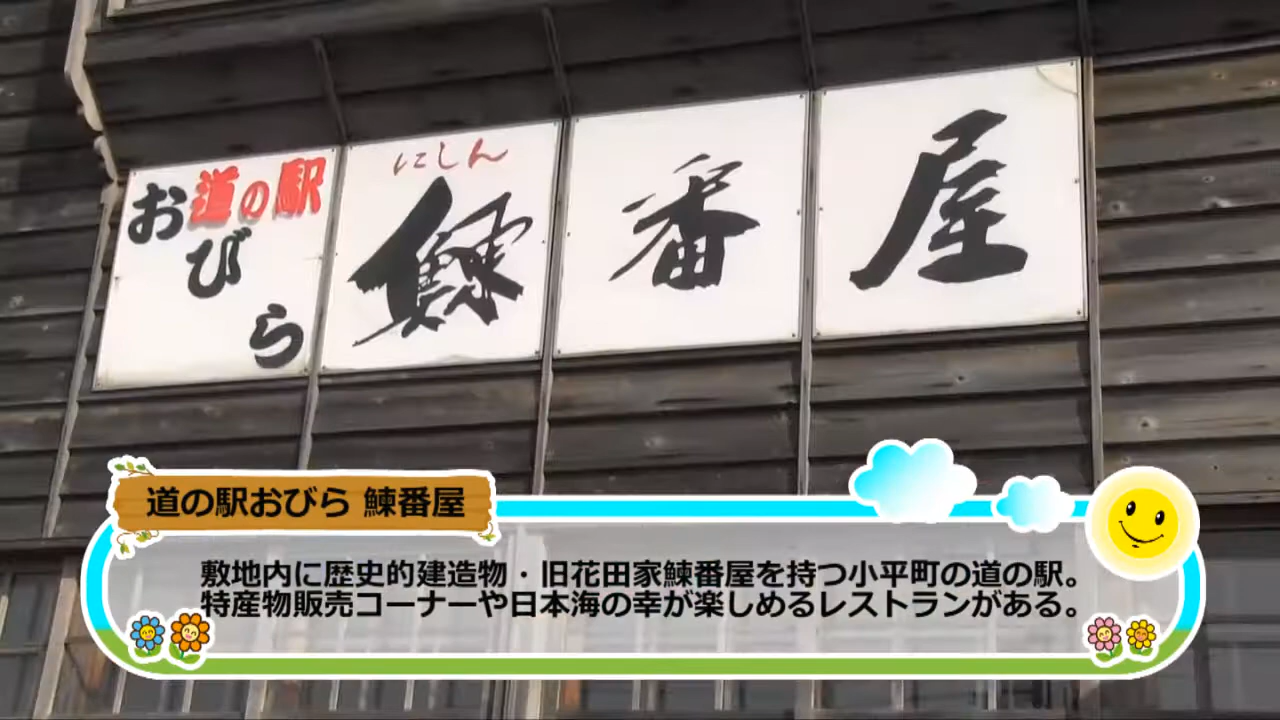 道の駅
おびら
にしん
鰊番屋
道の駅おびら 鰊番屋
敷地内に歴史的建造物・旧花田家鰊番屋を持つ小平町の道の駅。
特産物販売コーナーや日本海の幸が楽しめるレストランがある。